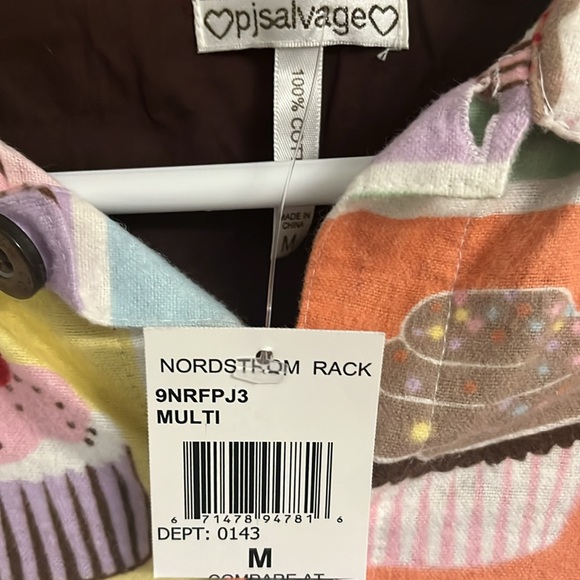 ♡pjsalvage♡
100% COTT
MADE IN
CHINA
M
NORDSTROM RACK
9NRFPJ3
MULTI
6 71478 94781 6
DEPT: 0143
M
COMPARE AT